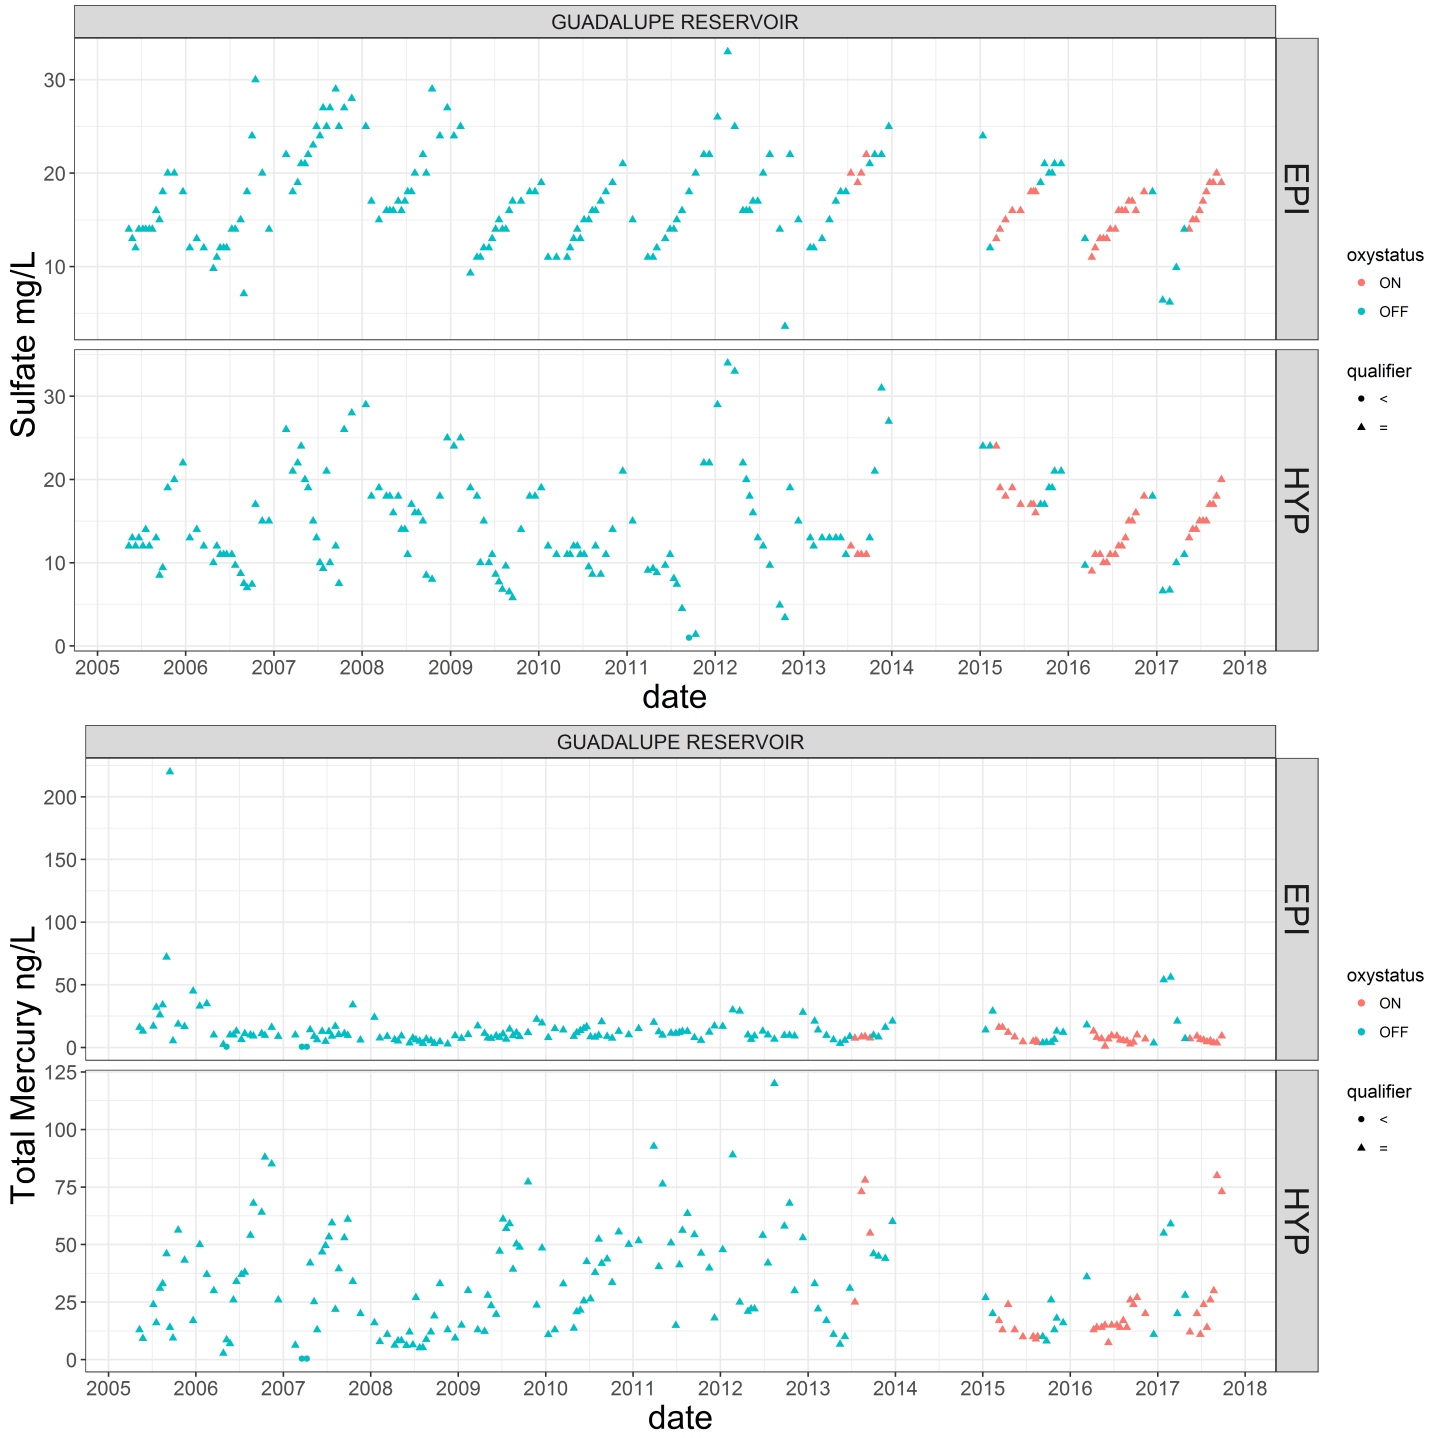 GUADALUPE RESERVOIR
30
20
10
EPI
Sulfate mg/L
30
20
10
0
HYP
2005 2006 2007 2008 2009 2010 2011 2012 2013 2014 2015 2016 2017 2018
date
oxystatus
ON
OFF
qualifier
<
=
GUADALUPE RESERVOIR
200
150
100
50
0
EPI
Total Mercury ng/L
125
100
75
50
25
0
HYP
2005 2006 2007 2008 2009 2010 2011 2012 2013 2014 2015 2016 2017 2018
date
oxystatus
ON
OFF
qualifier
<
=